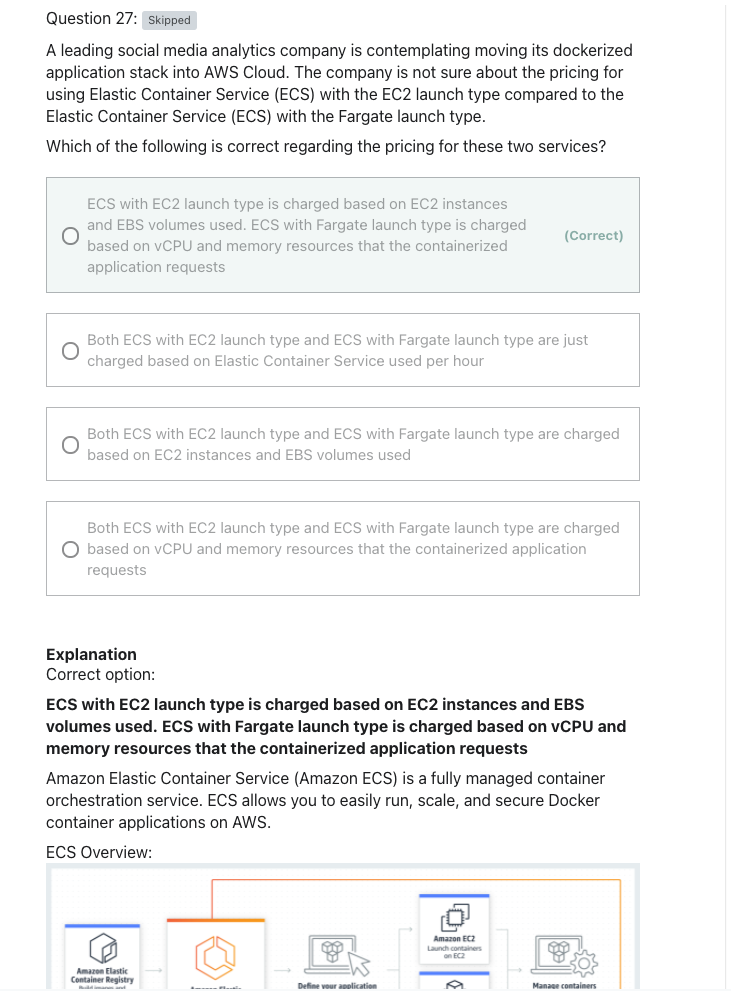 Question 27: Skipped
A leading social media analytics company is contemplating moving its dockerized
application stack into AWS Cloud. The company is not sure about the pricing for
using Elastic Container Service (ECS) with the EC2 launch type compared to the
Elastic Container Service (ECS) with the Fargate launch type.
Which of the following is correct regarding the pricing for these two services?
ECS with EC2 launch type is charged based on EC2 instances
and EBS volumes used. ECS with Fargate launch type is charged
based on vCPU and memory resources that the containerized
application requests
(Correct)
Both ECS with EC2 launch type and ECS with Fargate launch type are just
charged based on Elastic Container Service used per hour
Both ECS with EC2 launch type and ECS with Fargate launch type are charged
based on EC2 instances and EBS volumes used
Both ECS with EC2 launch type and ECS with Fargate launch type are charged
based on vCPU and memory resources that the containerized application
requests
Explanation
Correct option:
ECS with EC2 launch type is charged based on EC2 instances and EBS
volumes used. ECS with Fargate launch type is charged based on vCPU and
memory resources that the containerized application requests
Amazon Elastic Container Service (Amazon ECS) is a fully managed container
orchestration service. ECS allows you to easily run, scale, and secure Docker
container applications on AWS.
ECS Overview:
Amazon EC2
Launch containers
on EC2
Amazon Elastic
Container Registry
Build images and
Amazon Elastic
Define your application
Manage containers